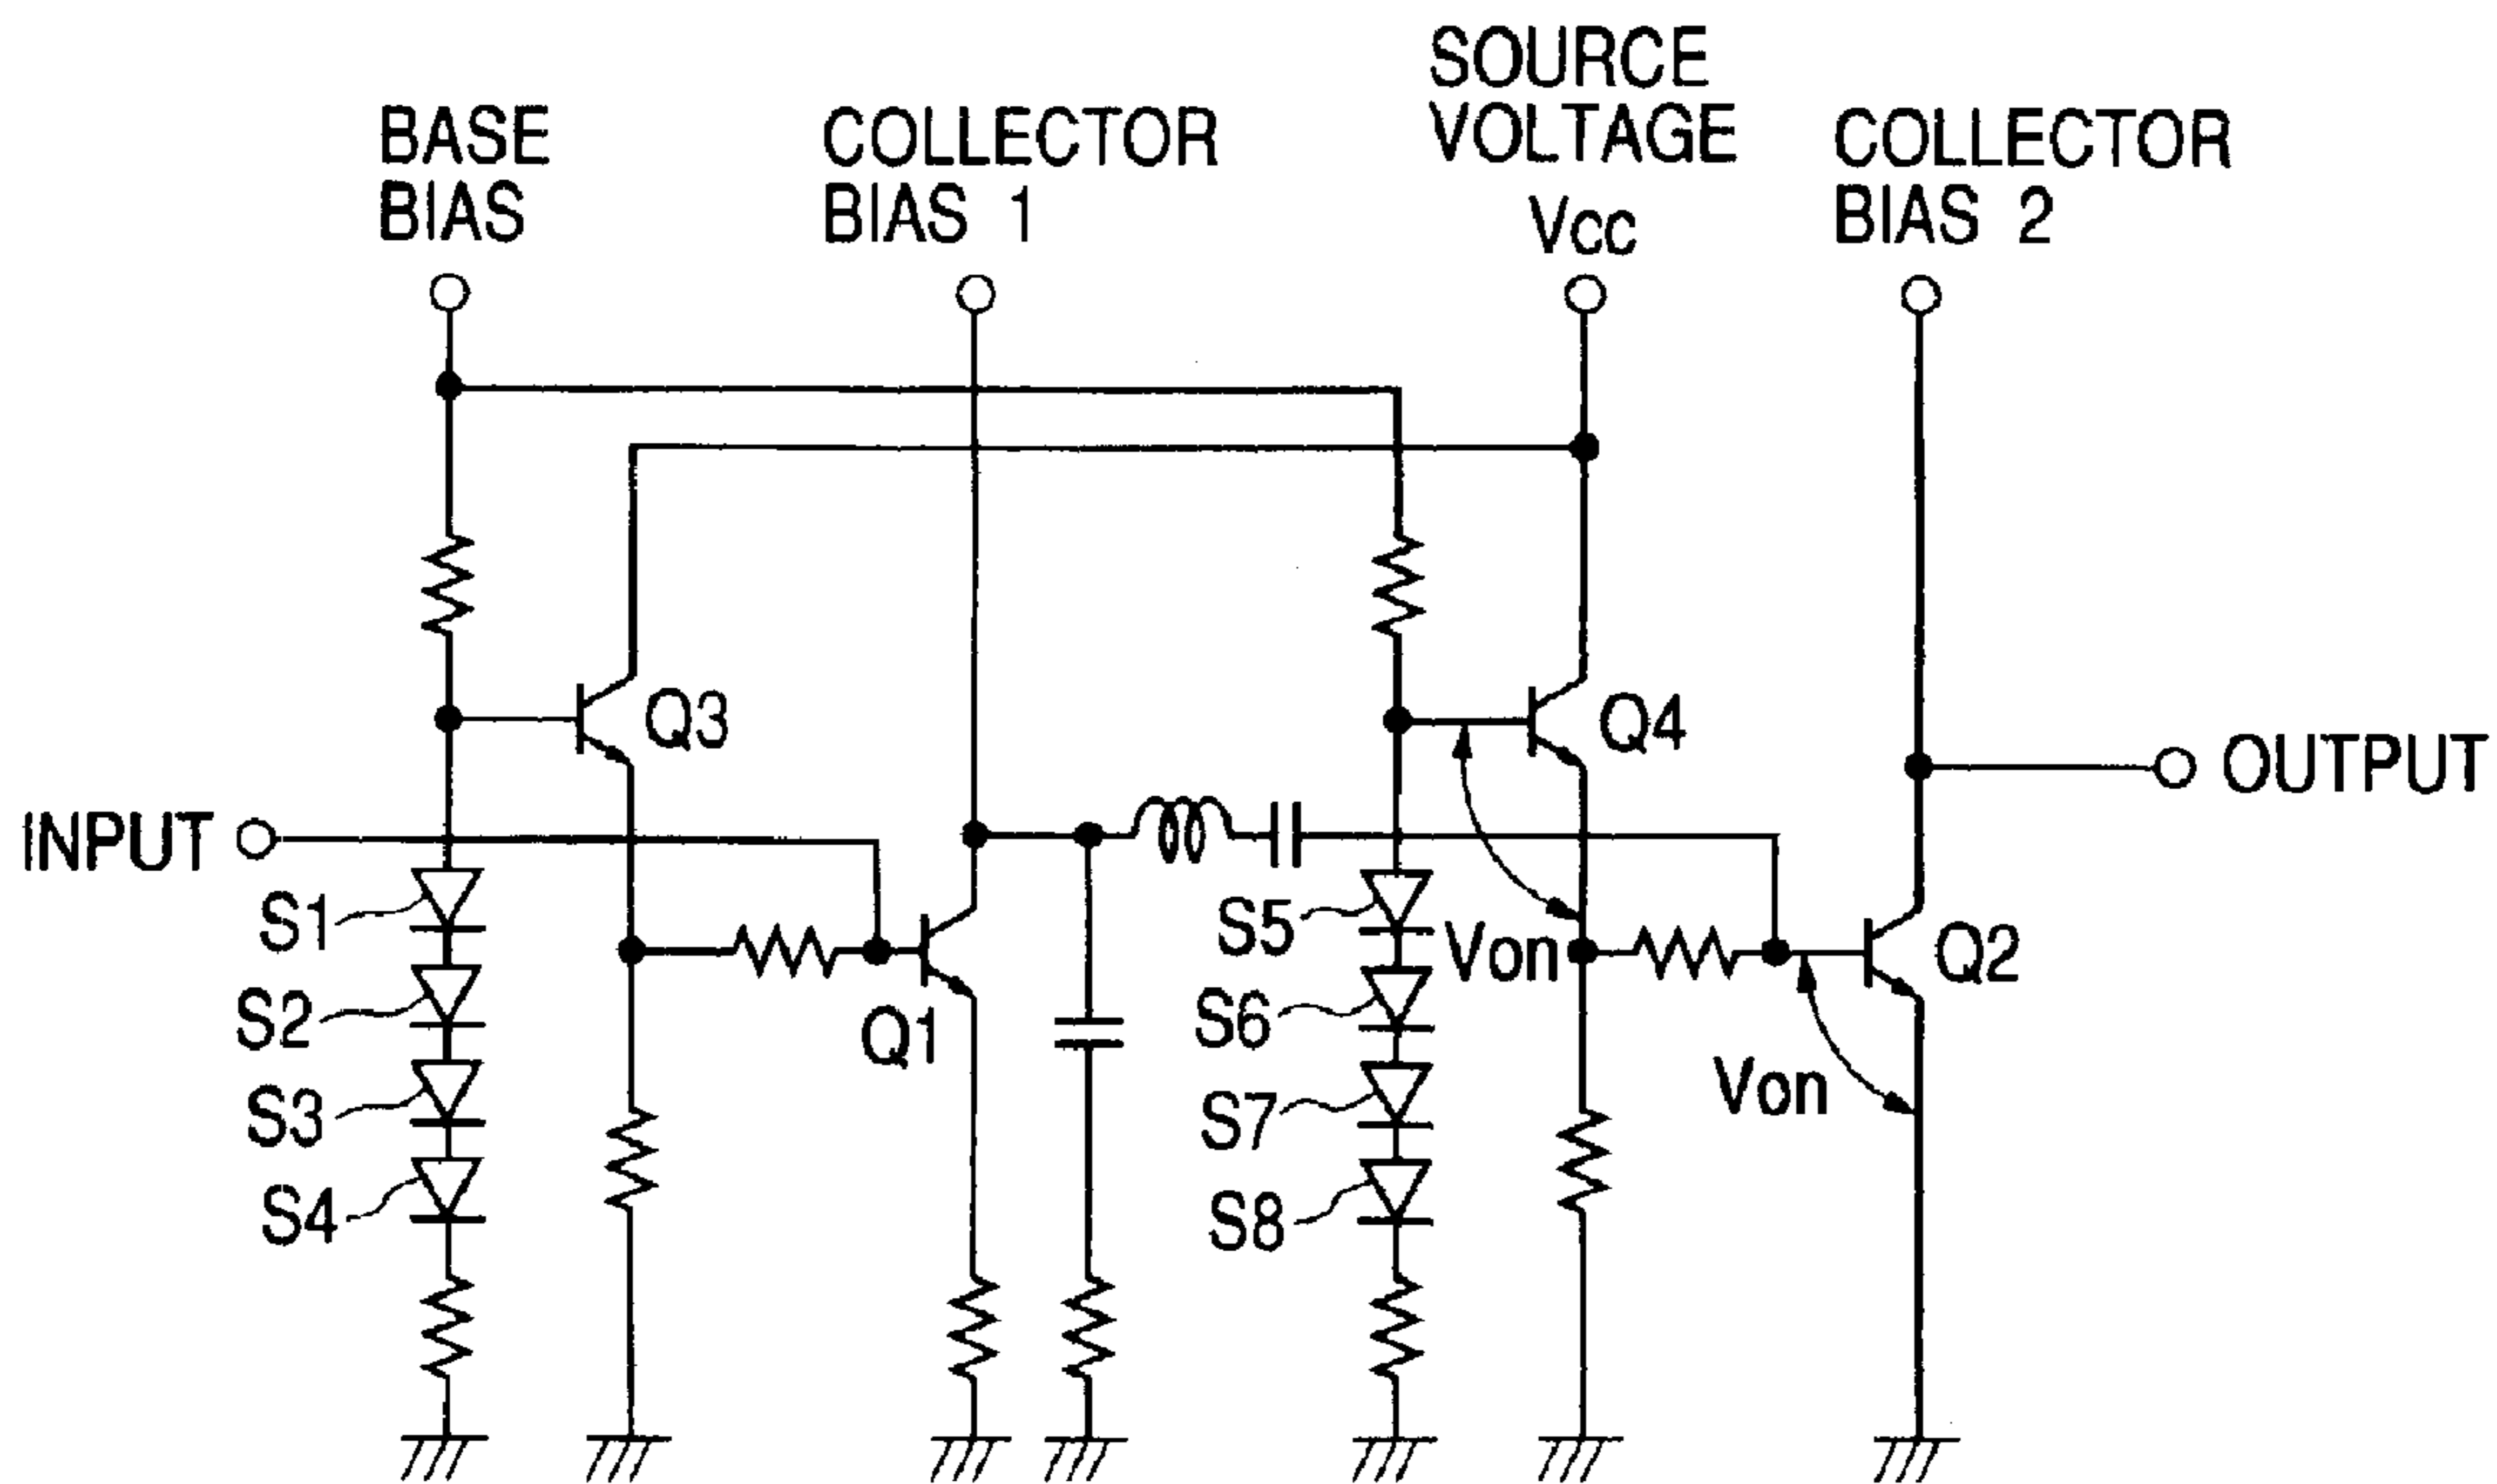 SOURCE
VOLTAGE
Vcc
BASE
BIAS
COLLECTOR
BIAS 1
COLLECTOR
BIAS 2
Q3
Q4
OUTPUT
INPUT
S1
S5
Von
Q2
S2
S6
Q1
Von
S3
S7
S4
S8